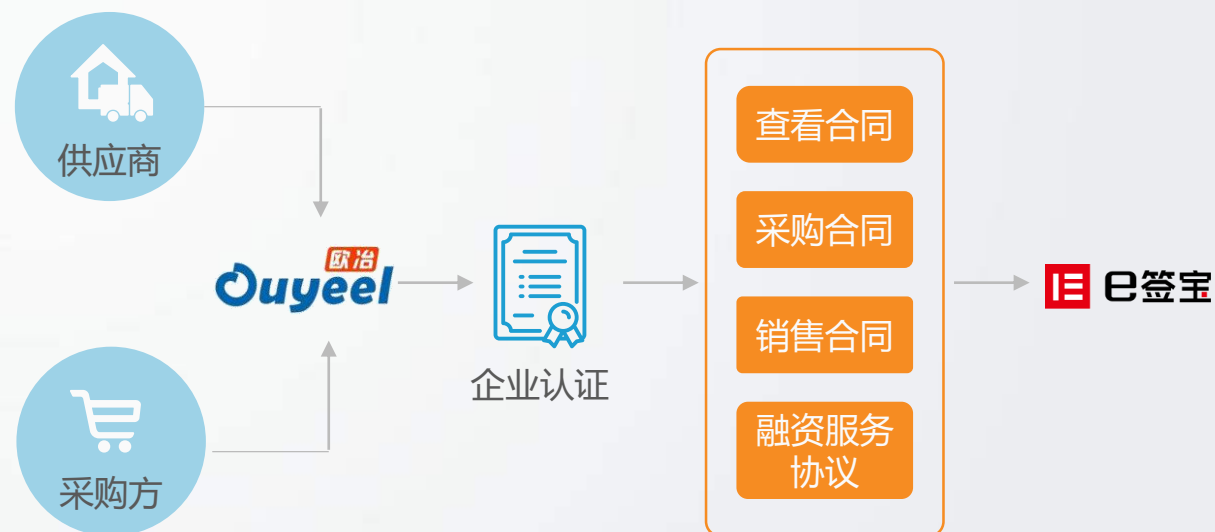 供应商
欧冶
Ouyeel
采购方
企业认证
查看合同
采购合同
销售合同
融资服务
协议
e签宝